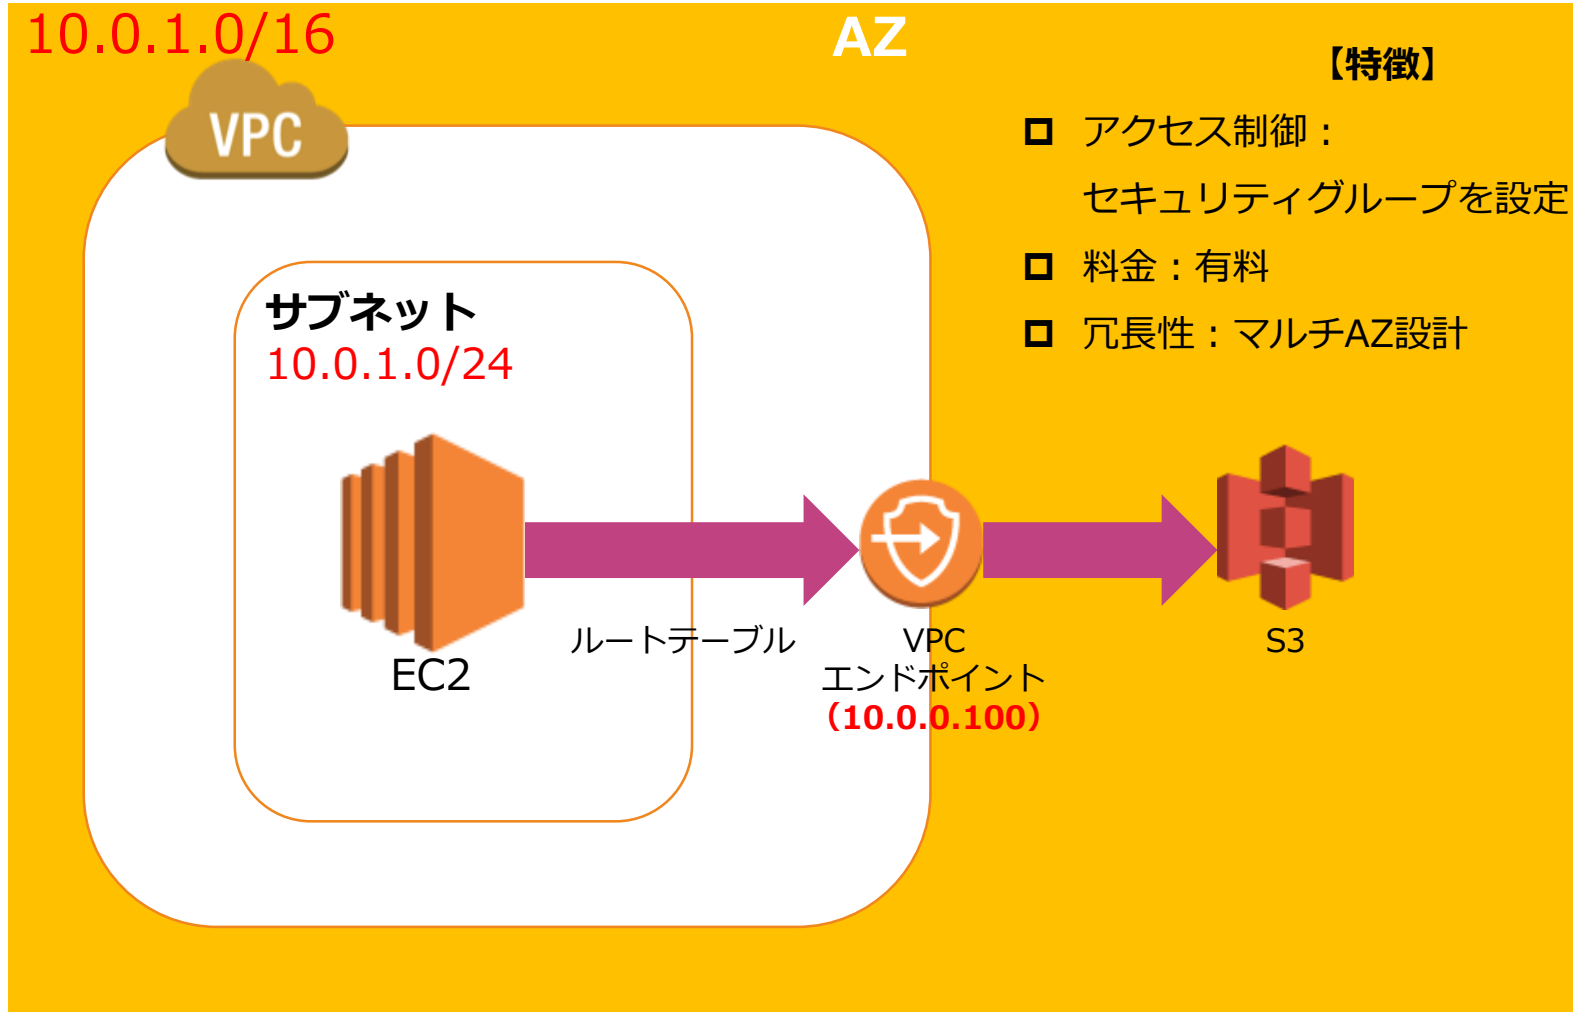 10.0.1.0/16
AZ
VPC
【特徴】
アクセス制御：
セキュリティグループを設定
料金：有料
冗長性：マルチAZ設計
サブネット
10.0.1.0/24
EC2
ルートテーブル
VPC
エンドポイント
（10.0.0.100）
S3